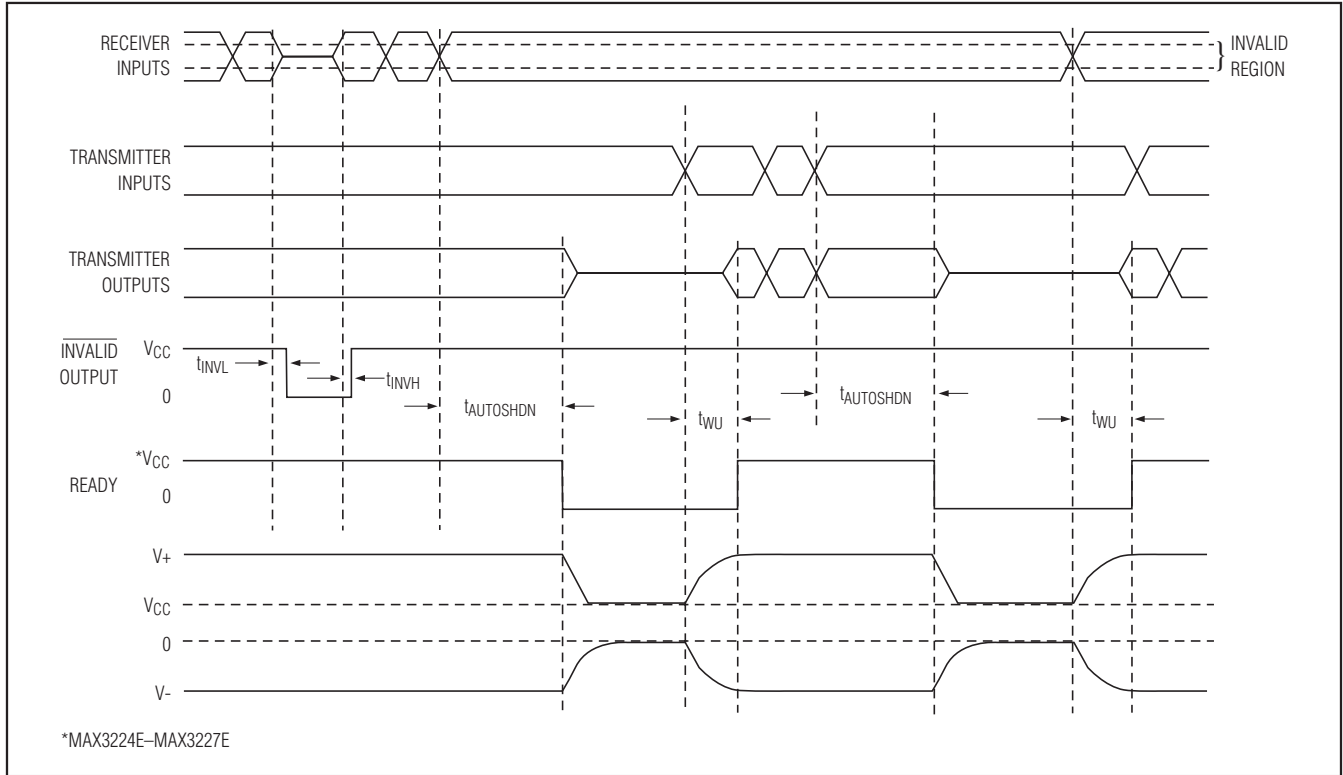 RECEIVER
INPUTS
INVALID
REGION
TRANSMITTER
INPUTS
TRANSMITTER
OUTPUTS
INVALID
OUTPUT
VCC
0
tINVL
tINVH
tAUTOSHDN
tWU
tAUTOSHDN
tWU
READY
*VCC
0
V+
VCC
0
V-
*MAX3224E–MAX3227E